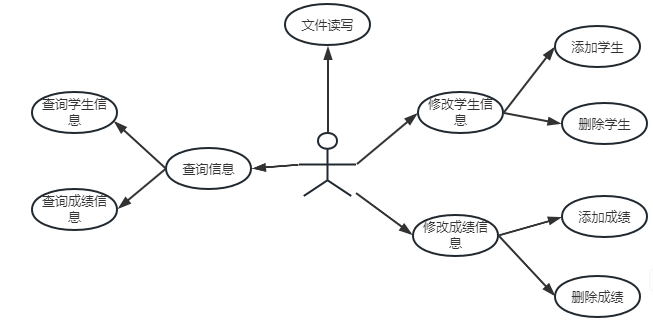 文件读写
添加学生
查询学生信
息
修改学生信
息
删除学生
查询信息
查询成绩信
息
添加成绩
修改成绩信
息
删除成绩